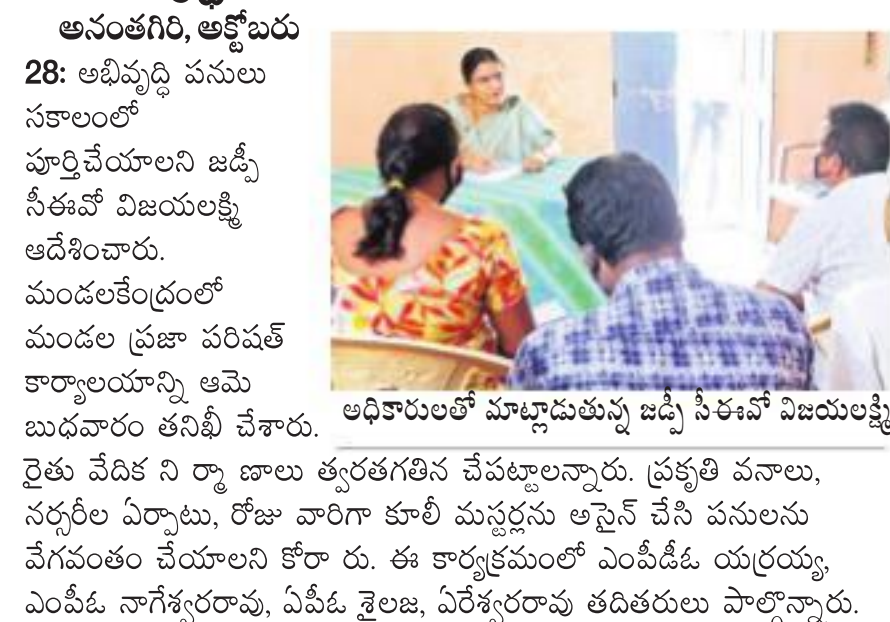 అనంతగిరి, అక్టోబరు
28: అభివృద్ధి పనులు
సకాలంలో
పూర్తిచేయాలని జడ్పీ
సీఈవో విజయలక్ష్మి
ఆదేశించారు.
మండలకేంద్రంలో
మండల ప్రజా పరిషత్
కార్యాలయాన్ని ఆమె
బుధవారం తనిఖీ చేశారు.
అధికారులతో మాట్లాడుతున్న జడ్పీ సీఈవో విజయలక్ష్మి
రైతు వేదిక ని ర్మా ణాలు త్వరతగతిన చేపట్టాలన్నారు. ప్రకృతి వనాలు,
నర్సరీల ఏర్పాటు, రోజు వారిగా కూలీ మస్టర్లను అసైన్ చేసి పనులను
వేగవంతం చేయాలని కోరా రు. ఈ కార్యక్రమంలో ఎంపీడీఓ యర్రయ్య,
ఎంపీఓ నాగేశ్వరరావు, ఏపీఓ శైలజ, ఏరేశ్వరరావు తదితరులు పాల్గొన్నారు.